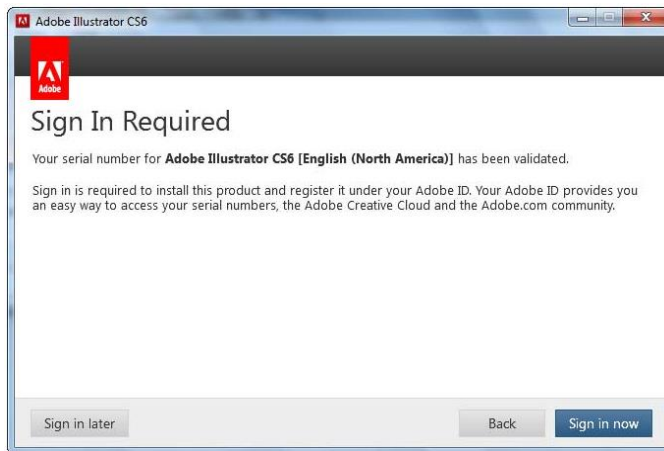 Adobe Illustrator CS6
Adobe
Sign In Required
Your serial number for Adobe Illustrator CS6 [English (North America)] has been validated.
Sign in is required to install this product and register it under your Adobe ID. Your Adobe ID provides you
an easy way to access your serial numbers, the Adobe Creative Cloud and the Adobe.com community.
Sign in later
Back
Sign in now